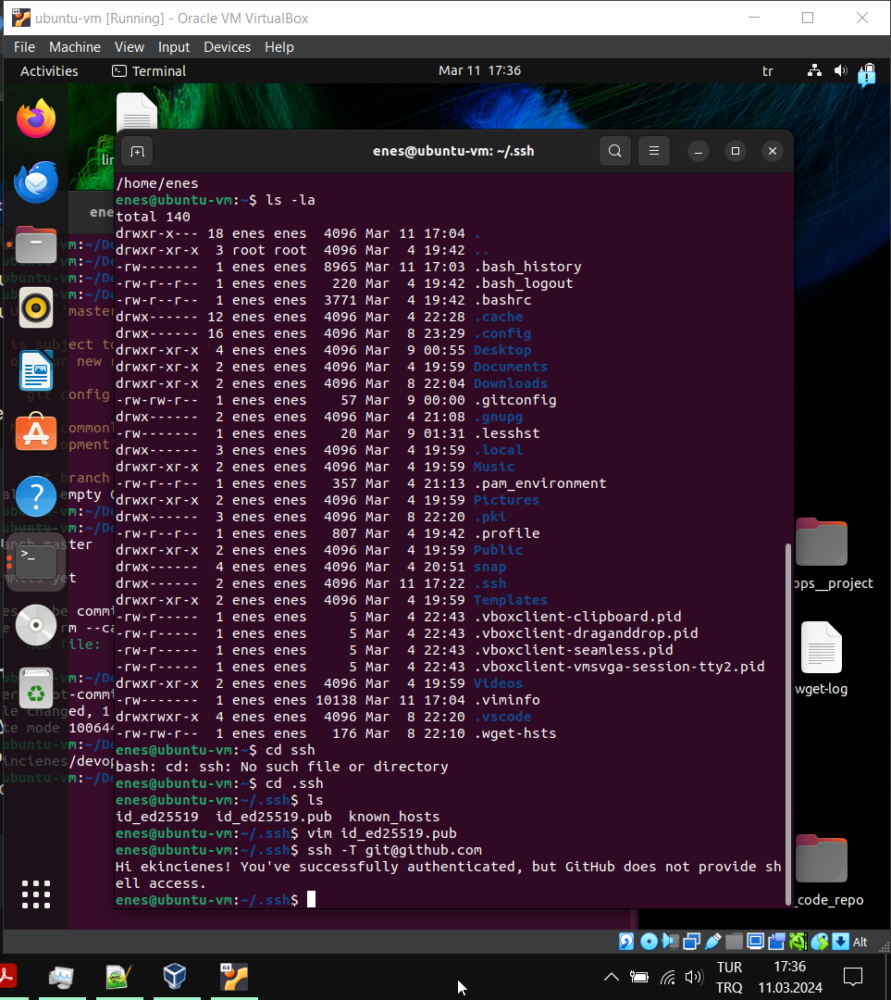 ubuntu-vm [Running] - Oracle VM VirtualBox
File Machine View Input Devices Help
Activities Terminal Mar 11 17:36 tr
enes@ubuntu-vm: ~/.ssh
/home/enes
enes@ubuntu-vm:~$ ls -la
total 140
drwxr-x--- 18 enes enes 4096 Mar 11 17:04 .
drwxr-xr-x 3 root root 4096 Mar 4 19:42 ..
-rw------- 1 enes enes 8965 Mar 11 17:03 .bash_history
-rw-r--r-- 1 enes enes 220 Mar 4 19:42 .bash_logout
-rw-r--r-- 1 enes enes 3771 Mar 4 19:42 .bashrc
drwx------ 12 enes enes 4096 Mar 4 22:28 .cache
drwx------ 16 enes enes 4096 Mar 8 23:29 .config
drwxr-xr-x 4 enes enes 4096 Mar 9 00:55 Desktop
drwxr-xr-x 2 enes enes 4096 Mar 4 19:59 Documents
drwxr-xr-x 2 enes enes 4096 Mar 8 22:04 Downloads
-rw-rw-r-- 1 enes enes 57 Mar 9 00:00 .gitconfig
drwx------ 2 enes enes 4096 Mar 4 21:08 .gnupg
-rw------- 1 enes enes 20 Mar 9 01:31 .lesshst
drwx------ 3 enes enes 4096 Mar 4 19:59 .local
drwxr-xr-x 2 enes enes 4096 Mar 4 19:59 Music
-rw-r--r-- 1 enes enes 357 Mar 4 21:13 .pam_environment
drwxr-xr-x 2 enes enes 4096 Mar 4 19:59 Pictures
drwx------ 3 enes enes 4096 Mar 8 22:20 .pki
-rw-r--r-- 1 enes enes 807 Mar 4 19:42 .profile
drwxr-xr-x 2 enes enes 4096 Mar 4 19:59 Public
drwx------ 4 enes enes 4096 Mar 4 20:51 snap
drwx------ 2 enes enes 4096 Mar 11 17:22 .ssh
drwxr-xr-x 2 enes enes 4096 Mar 4 19:59 Templates
-rw-r----- 1 enes enes 5 Mar 4 22:43 .vboxclient-clipboard.pid
-rw-r----- 1 enes enes 5 Mar 4 22:43 .vboxclient-draganddrop.pid
-rw-r----- 1 enes enes 5 Mar 4 22:43 .vboxclient-seamless.pid
-rw-r----- 1 enes enes 5 Mar 4 22:43 .vboxclient-vmsvga-session-tty2.pid
drwxr-xr-x 2 enes enes 4096 Mar 4 19:59 Videos
-rw------- 1 enes enes 10138 Mar 11 17:04 .viminfo
drwxrwxr-x 4 enes enes 4096 Mar 8 22:20 .vscode
-rw-rw-r-- 1 enes enes 176 Mar 8 22:10 .wget-hsts
enes@ubuntu-vm:~$ cd ssh
bash: cd: ssh: No such file or directory
enes@ubuntu-vm:~$ cd .ssh
enes@ubuntu-vm:~/.ssh$ ls
id_ed25519 id_ed25519.pub known_hosts
enes@ubuntu-vm:~/.ssh$ vim id_ed25519.pub
enes@ubuntu-vm:~/.ssh$ ssh -T git@github.com
Hi ekincienes! You've successfully authenticated, but GitHub does not provide sh
ell access.
enes@ubuntu-vm:~/.ssh$
ops__project
wget-log
_code_repo
Alt
TUR 17:36
TRQ 11.03.2024